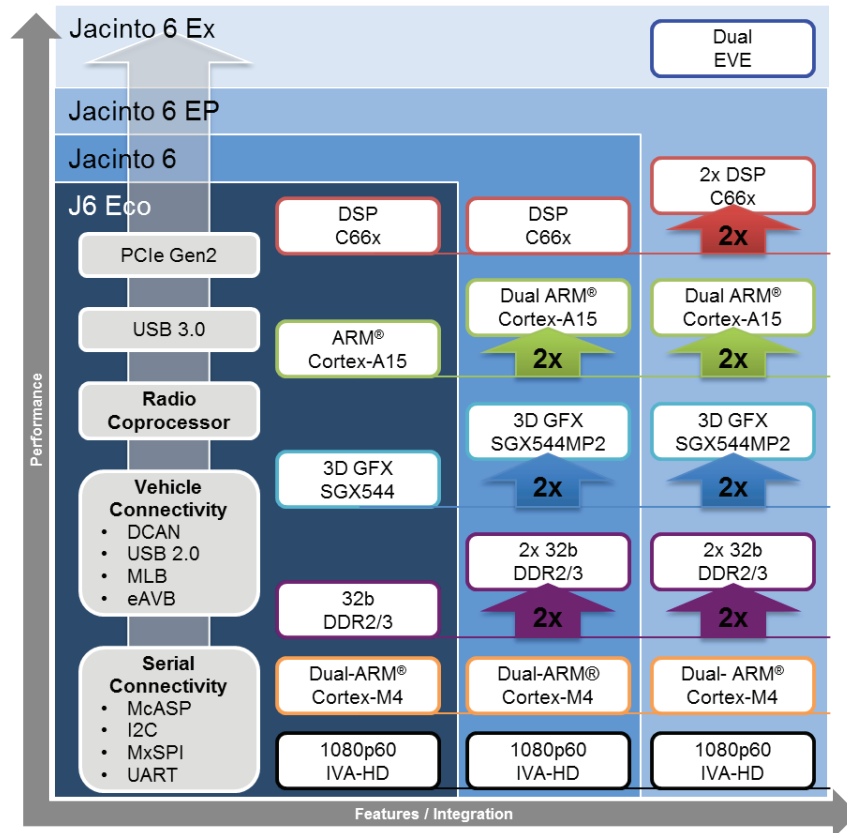 Jacinto 6 Ex
Dual
EVE
Jacinto 6 EP
Jacinto 6
2x DSP
C66x
2x
J6 Eco
DSP
C66x
DSP
C66x
PCIe Gen2
USB 3.0
ARM®
Cortex-A15
Dual ARM®
Cortex-A15
2x
Dual ARM®
Cortex-A15
2x
Radio
Coprocessor
3D GFX
SGX544
3D GFX
SGX544MP2
2x
3D GFX
SGX544MP2
2x
Vehicle
Connectivity
• DCAN
• USB 2.0
• MLB
• eAVB
32b
DDR2/3
2x 32b
DDR2/3
2x
2x 32b
DDR2/3
2x
Serial
Connectivity
• McASP
• I2C
• MxSPI
• UART
Dual-ARM®
Cortex-M4
Dual-ARM®
Cortex-M4
Dual- ARM®
Cortex-M4
1080p60
IVA-HD
1080p60
IVA-HD
1080p60
IVA-HD
Performance
Features / Integration